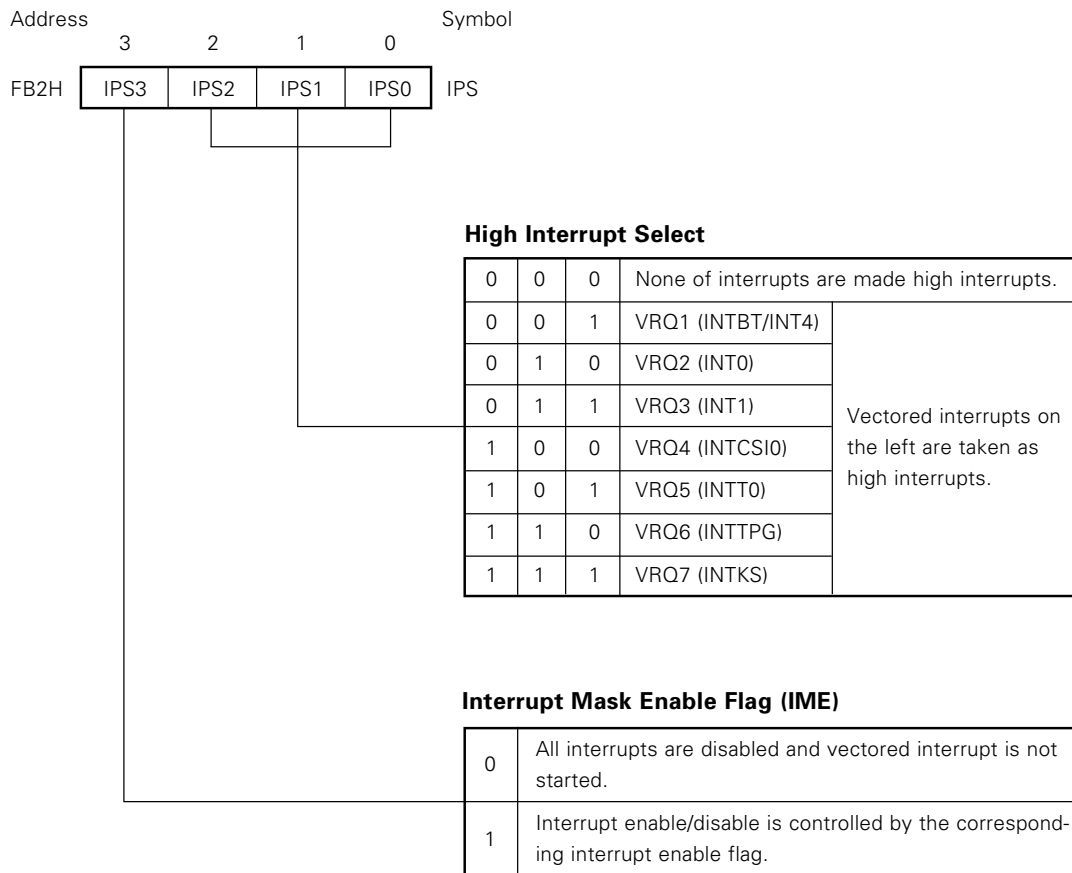 Address Symbol
3 2 1 0
FB2H IPS3 IPS2 IPS1 IPS0 IPS
High Interrupt Select
0 0 0 None of interrupts are made high interrupts.
0 0 1 VRQ1 (INTBT/INT4)
0 1 0 VRQ2 (INT0)
0 1 1 VRQ3 (INT1)
1 0 0 VRQ4 (INTCSI0)
1 0 1 VRQ5 (INTT0)
1 1 0 VRQ6 (INTTPG)
1 1 1 VRQ7 (INTKS)
Vectored interrupts on
the left are taken as
high interrupts.
Interrupt Mask Enable Flag (IME)
0 All interrupts are disabled and vectored interrupt is not
started.
1 Interrupt enable/disable is controlled by the correspond-
ing interrupt enable flag.